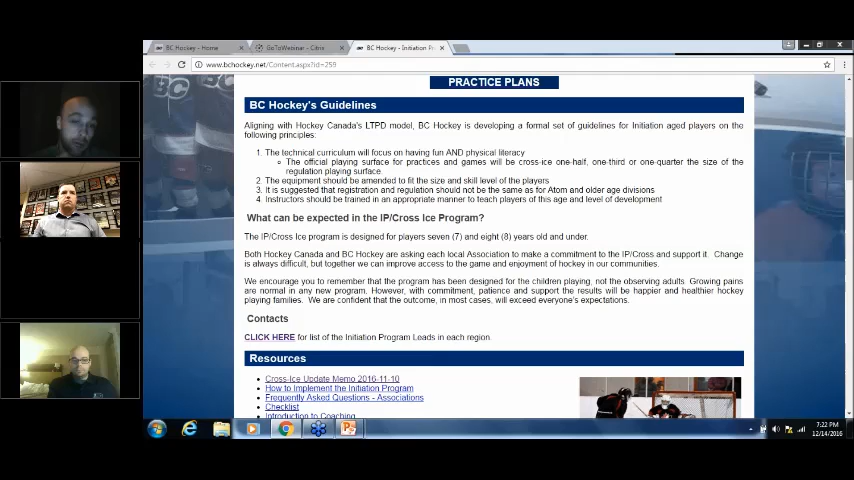 BC Hockey - Home
GoToWebinar - Citrix
BC Hockey - Initiation Pr
www.bchockey.net/Content.aspx?id=259
PRACTICE PLANS
BC Hockey's Guidelines
Aligning with Hockey Canada's LTPD model, BC Hockey is developing a formal set of guidelines for Initiation aged players on the
following principles:
1. The technical curriculum will focus on having fun AND physical literacy
The official playing surface for practices and games will be cross-ice one-half, one-third or one-quarter the size of the
regulation playing surface.
2. The equipment should be amended to fit the size and skill level of the players
3. It is suggested that registration and regulation should not be the same as for Atom and older age divisions
4. Instructors should be trained in an appropriate manner to teach players of this age and level of development
What can be expected in the IP/Cross Ice Program?
The IP/Cross Ice program is designed for players seven (7) and eight (8) years old and under.
Both Hockey Canada and BC Hockey are asking each local Association to make a commitment to the IP/Cross and support it. Change
is always difficult, but together we can improve access to the game and enjoyment of hockey in our communities.
We encourage you to remember that the program has been designed for the children playing, not the observing adults. Growing pains
are normal in any new program. However, with commitment, patience and support the results will be happier and healthier hockey
playing families. We are confident that the outcome, in most cases, will exceed everyone's expectations.
Contacts
CLICK HERE for list of the Initiation Program Leads in each region.
Resources
Cross-Ice Update Memo 2016-11-10
How to Implement the Initiation Program
Frequently Asked Questions - Associations
Checklist
Introduction to Coaching
7:22 PM
12/14/2016